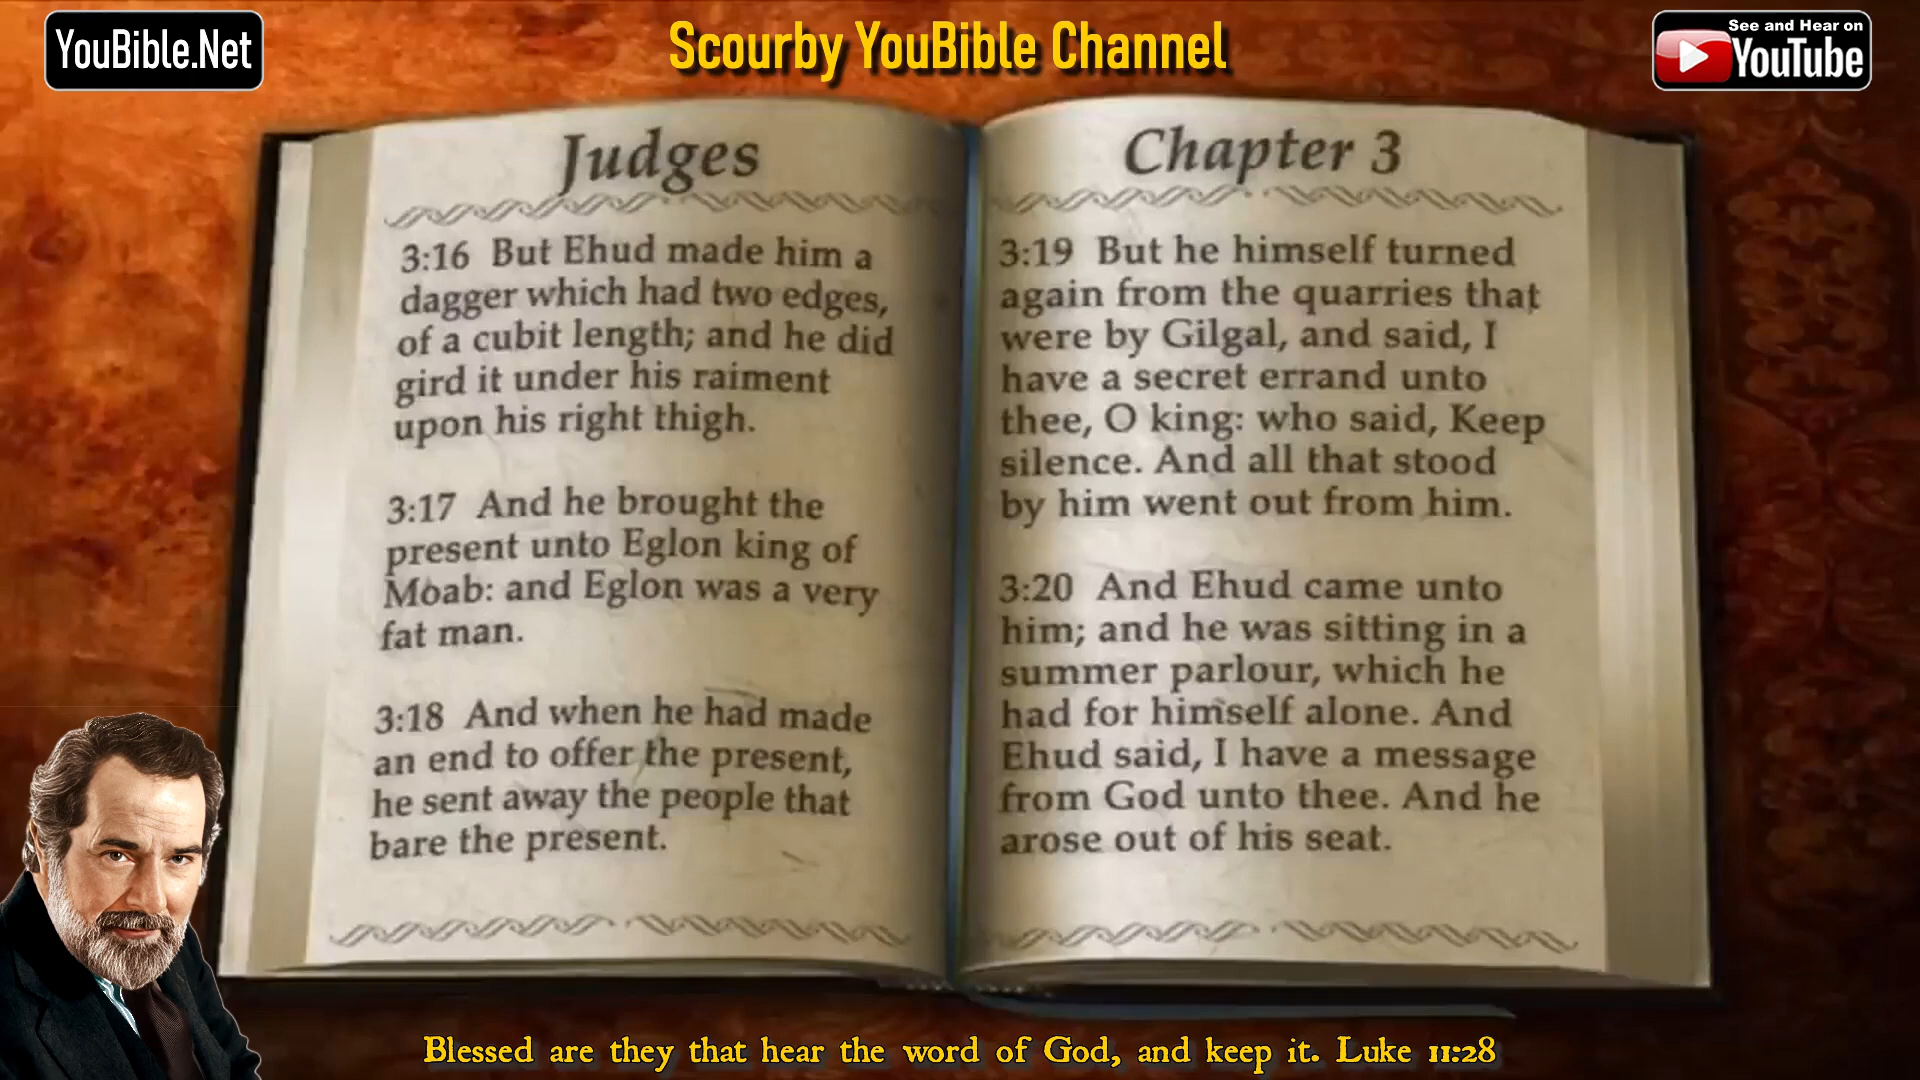 YouBible.Net
Scourby YouBible Channel
See and Hear on
YouTube
Judges
3:16 But Ehud made him a
dagger which had two edges,
of a cubit length; and he did
gird it under his raiment
upon his right thigh.
3:17 And he brought the
present unto Eglon king of
Moab: and Eglon was a very
fat man.
3:18 And when he had made
an end to offer the present,
he sent away the people that
bare the present.
Chapter 3
3:19 But he himself turned
again from the quarries that
were by Gilgal, and said, I
have a secret errand unto
thee, O king: who said, Keep
silence. And all that stood
by him went out from him.
3:20 And Ehud came unto
him; and he was sitting in a
summer parlour, which he
had for himself alone. And
Ehud said, I have a message
from God unto thee. And he
arose out of his seat.
Blessed are they that hear the word of God, and keep it. Luke 11:28